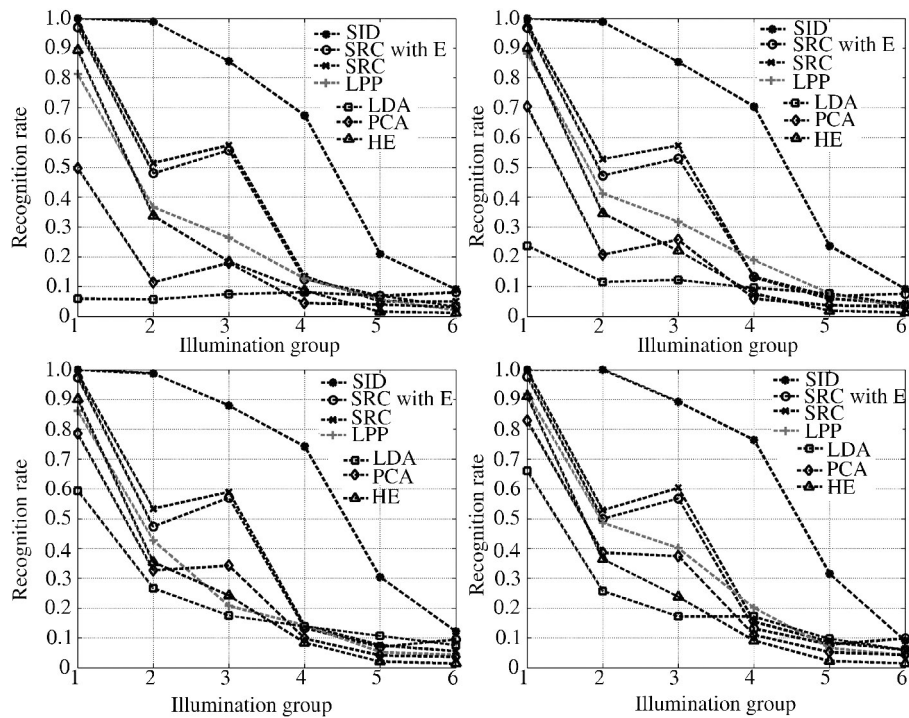 1.0
0.9
0.8
0.7
0.6
0.5
0.4
0.3
0.2
0.1
0
Recognition rate
SID
SRC with E
SRC
LPP
LDA
PCA
HE
1 2 3 4 5 6
Illumination group
1.0
0.9
0.8
0.7
0.6
0.5
0.4
0.3
0.2
0.1
0
Recognition rate
SID
SRC with E
SRC
LPP
LDA
PCA
HE
1 2 3 4 5 6
Illumination group
1.0
0.9
0.8
0.7
0.6
0.5
0.4
0.3
0.2
0.1
0
Recognition rate
SID
SRC with E
SRC
LPP
LDA
PCA
HE
1 2 3 4 5 6
Illumination group
1.0
0.9
0.8
0.7
0.6
0.5
0.4
0.3
0.2
0.1
0
Recognition rate
SID
SRC with E
SRC
LPP
LDA
PCA
HE
1 2 3 4 5 6
Illumination group